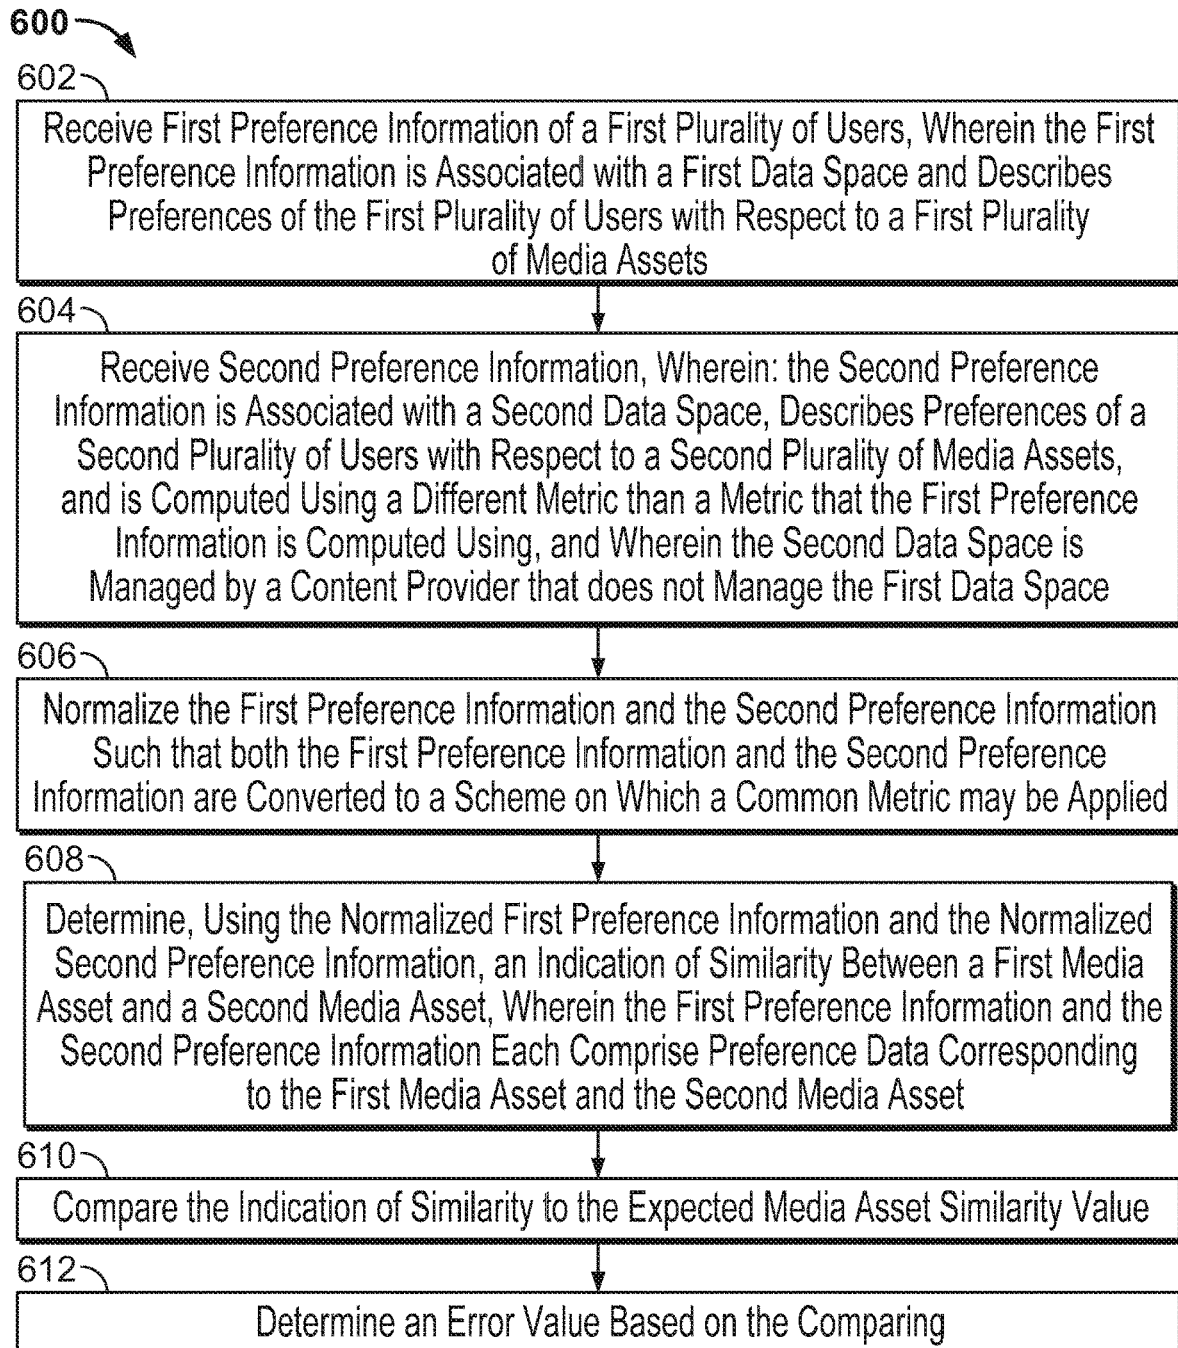 600
602
Receive First Preference Information of a First Plurality of Users, Wherein the First
Preference Information is Associated with a First Data Space and Describes
Preferences of the First Plurality of Users with Respect to a First Plurality
of Media Assets
604
Receive Second Preference Information, Wherein: the Second Preference
Information is Associated with a Second Data Space, Describes Preferences of a
Second Plurality of Users with Respect to a Second Plurality of Media Assets,
and is Computed Using a Different Metric than a Metric that the First Preference
Information is Computed Using, and Wherein the Second Data Space is
Managed by a Content Provider that does not Manage the First Data Space
606
Normalize the First Preference Information and the Second Preference Information
Such that both the First Preference Information and the Second Preference
Information are Converted to a Scheme on Which a Common Metric may be Applied
608
Determine, Using the Normalized First Preference Information and the Normalized
Second Preference Information, an Indication of Similarity Between a First Media
Asset and a Second Media Asset, Wherein the First Preference Information and the
Second Preference Information Each Comprise Preference Data Corresponding
to the First Media Asset and the Second Media Asset
610
Compare the Indication of Similarity to the Expected Media Asset Similarity Value
612
Determine an Error Value Based on the Comparing